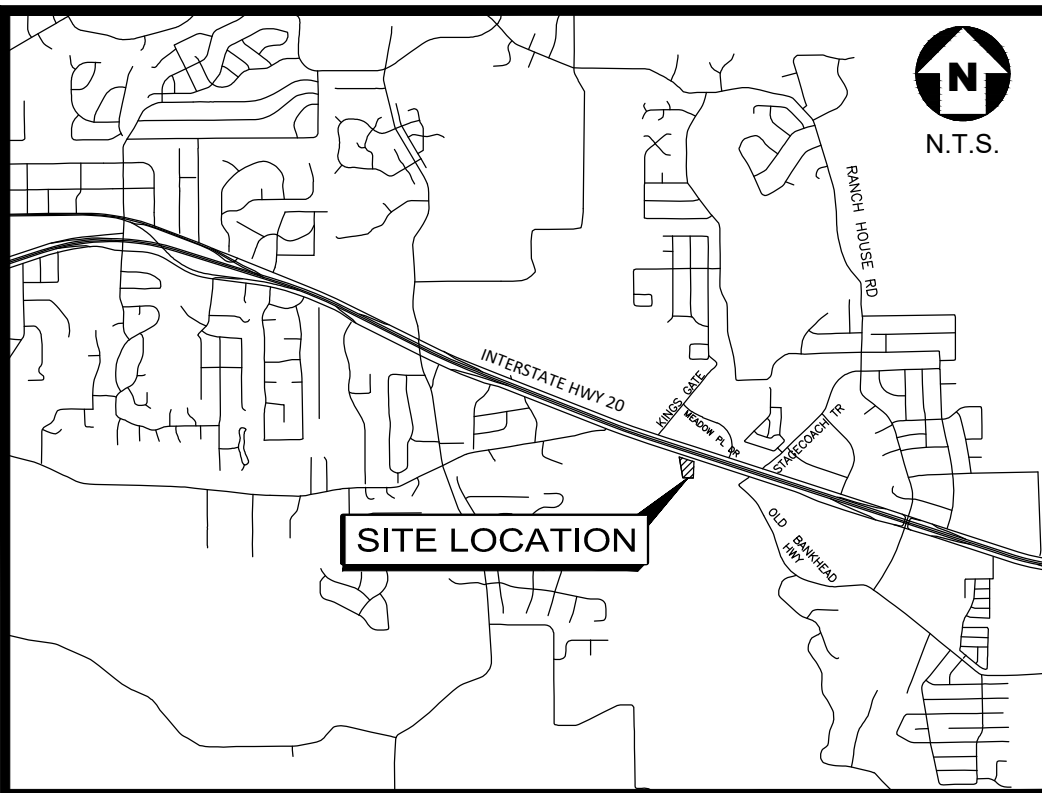 N
N.T.S.
RANCH HOUSE RD
INTERSTATE HWY 20
KINGS GATE
MEADOW PL DR
STAGECOACH TR
SITE LOCATION
OLD BANKHEAD
HWY